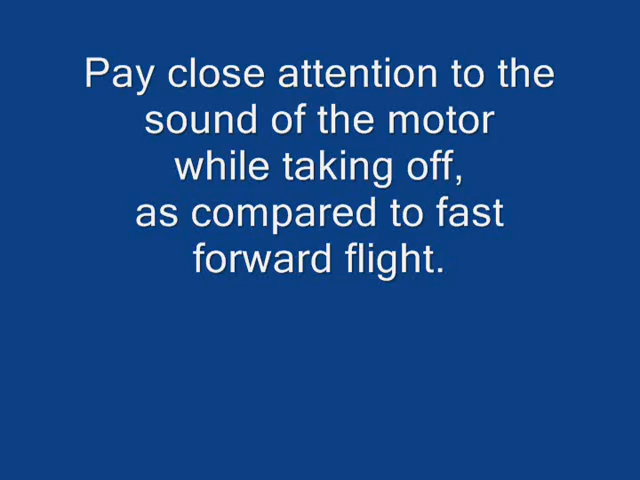 Pay close attention to the
sound of the motor
while taking off,
as compared to fast
forward flight.